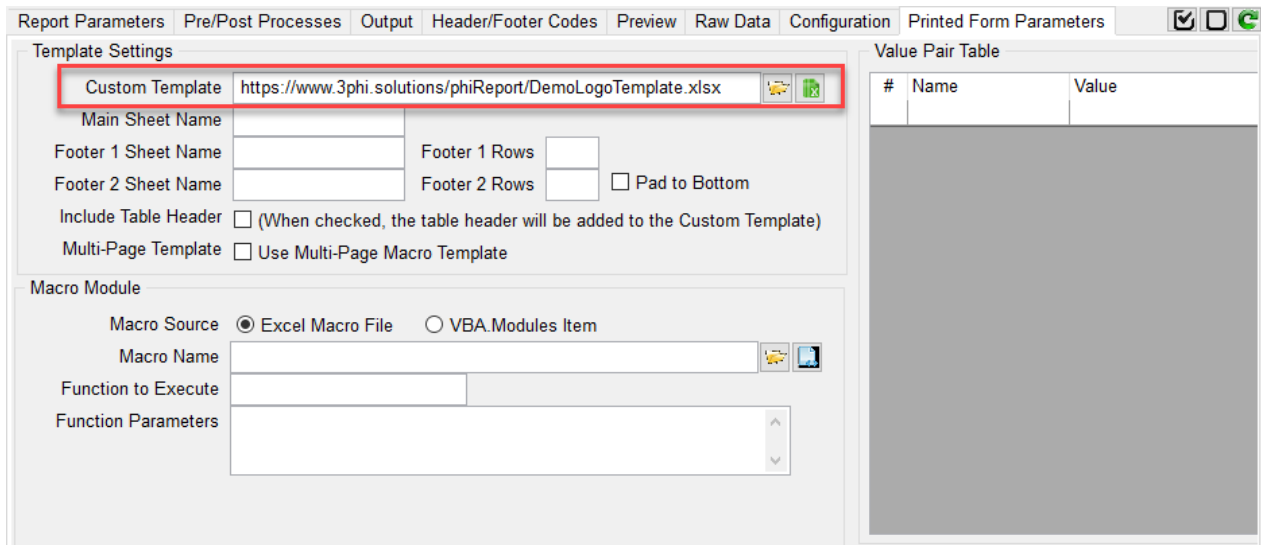 Report Parameters Pre/Post Processes Output Header/Footer Codes Preview Raw Data Configuration Printed Form Parameters
Template Settings
Custom Template https://www.3phi.solutions/phiReport/DemoLogoTemplate.xlsx
Main Sheet Name
Footer 1 Sheet Name Footer 1 Rows
Footer 2 Sheet Name Footer 2 Rows Pad to Bottom
Include Table Header (When checked, the table header will be added to the Custom Template)
Multi-Page Template Use Multi-Page Macro Template
Macro Module
Macro Source Excel Macro File VBA.Modules Item
Macro Name
Function to Execute
Function Parameters
Value Pair Table
# Name Value